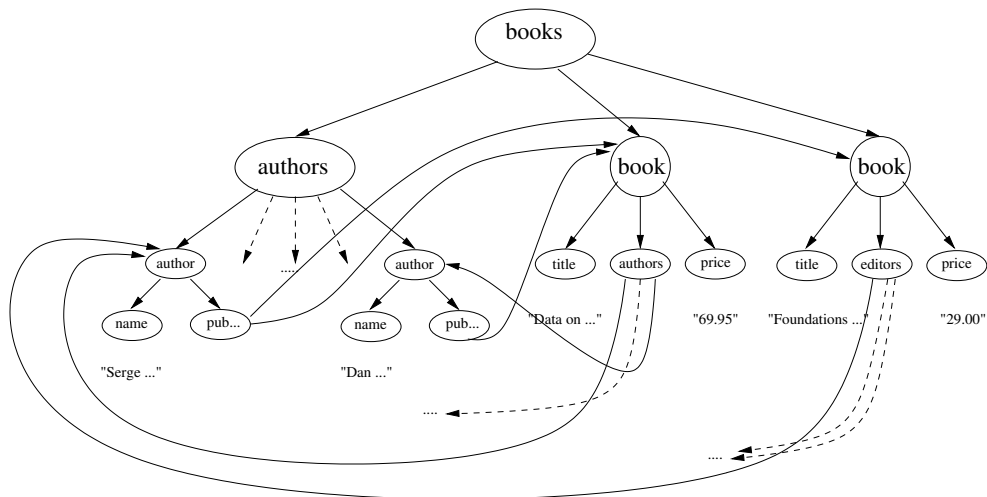 books
authors
book
book
author
....
author
title
authors
price
title
editors
price
name
pub...
name
pub...
"Data on ..."
"69.95"
"Foundations ..."
"29.00"
"Serge ..."
"Dan ..."
....
....